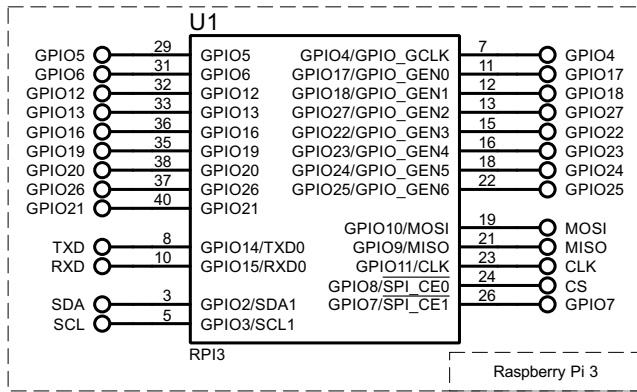 U1
GPIO5 29 GPIO5 GPIO4/GPIO_GCLK 7 GPIO4
GPIO6 31 GPIO6 GPIO17/GPIO_GEN0 11 GPIO17
GPIO12 32 GPIO12 GPIO18/GPIO_GEN1 12 GPIO18
GPIO13 33 GPIO13 GPIO27/GPIO_GEN2 13 GPIO27
GPIO16 36 GPIO16 GPIO22/GPIO_GEN3 15 GPIO22
GPIO19 35 GPIO19 GPIO23/GPIO_GEN4 16 GPIO23
GPIO20 38 GPIO20 GPIO24/GPIO_GEN5 18 GPIO24
GPIO26 37 GPIO26 GPIO25/GPIO_GEN6 22 GPIO25
GPIO21 40 GPIO21
GPIO10/MOSI 19 MOSI
TXD 8 GPIO14/TXD0 GPIO9/MISO 21 MISO
RXD 10 GPIO15/RXD0 GPIO11/CLK 23 CLK
GPIO8/SPI_CE0 24 CS
SDA 3 GPIO2/SDA1 GPIO7/SPI_CE1 26 GPIO7
SCL 5 GPIO3/SCL1
RPI3
Raspberry Pi 3